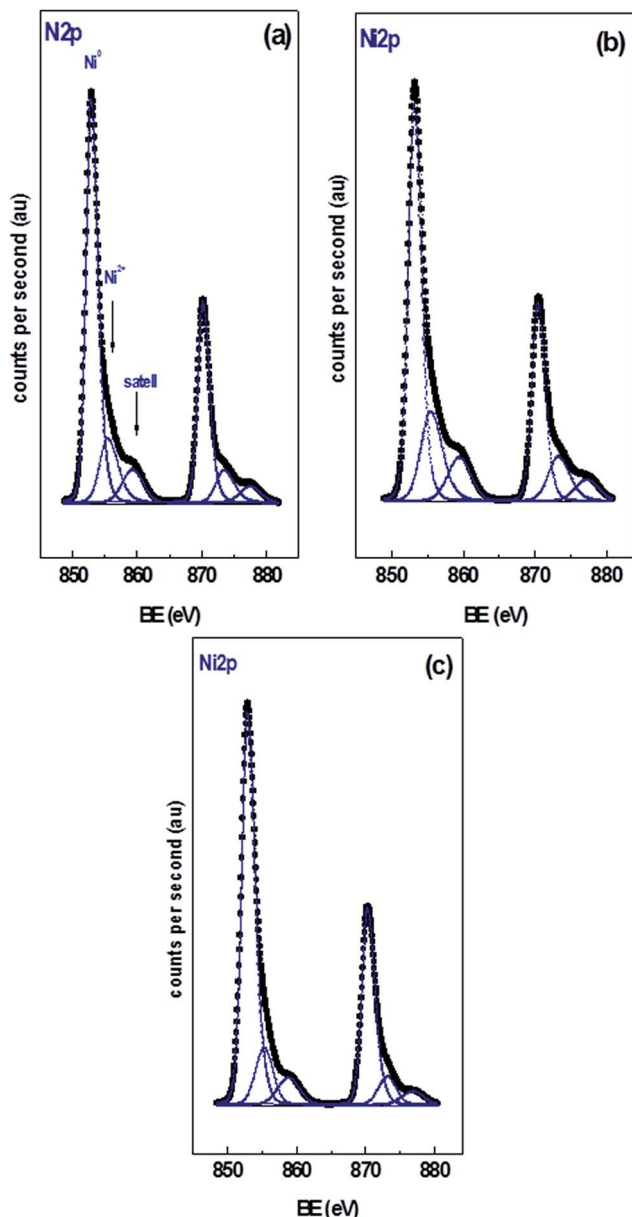 N2p (a)
Ni⁰
Ni²⁺
satell
counts per second (au)
850 860 870 880
BE (eV)
Ni2p (b)
counts per second (au)
850 860 870 880
BE (eV)
Ni2p (c)
counts per second (au)
850 860 870 880
BE (eV)